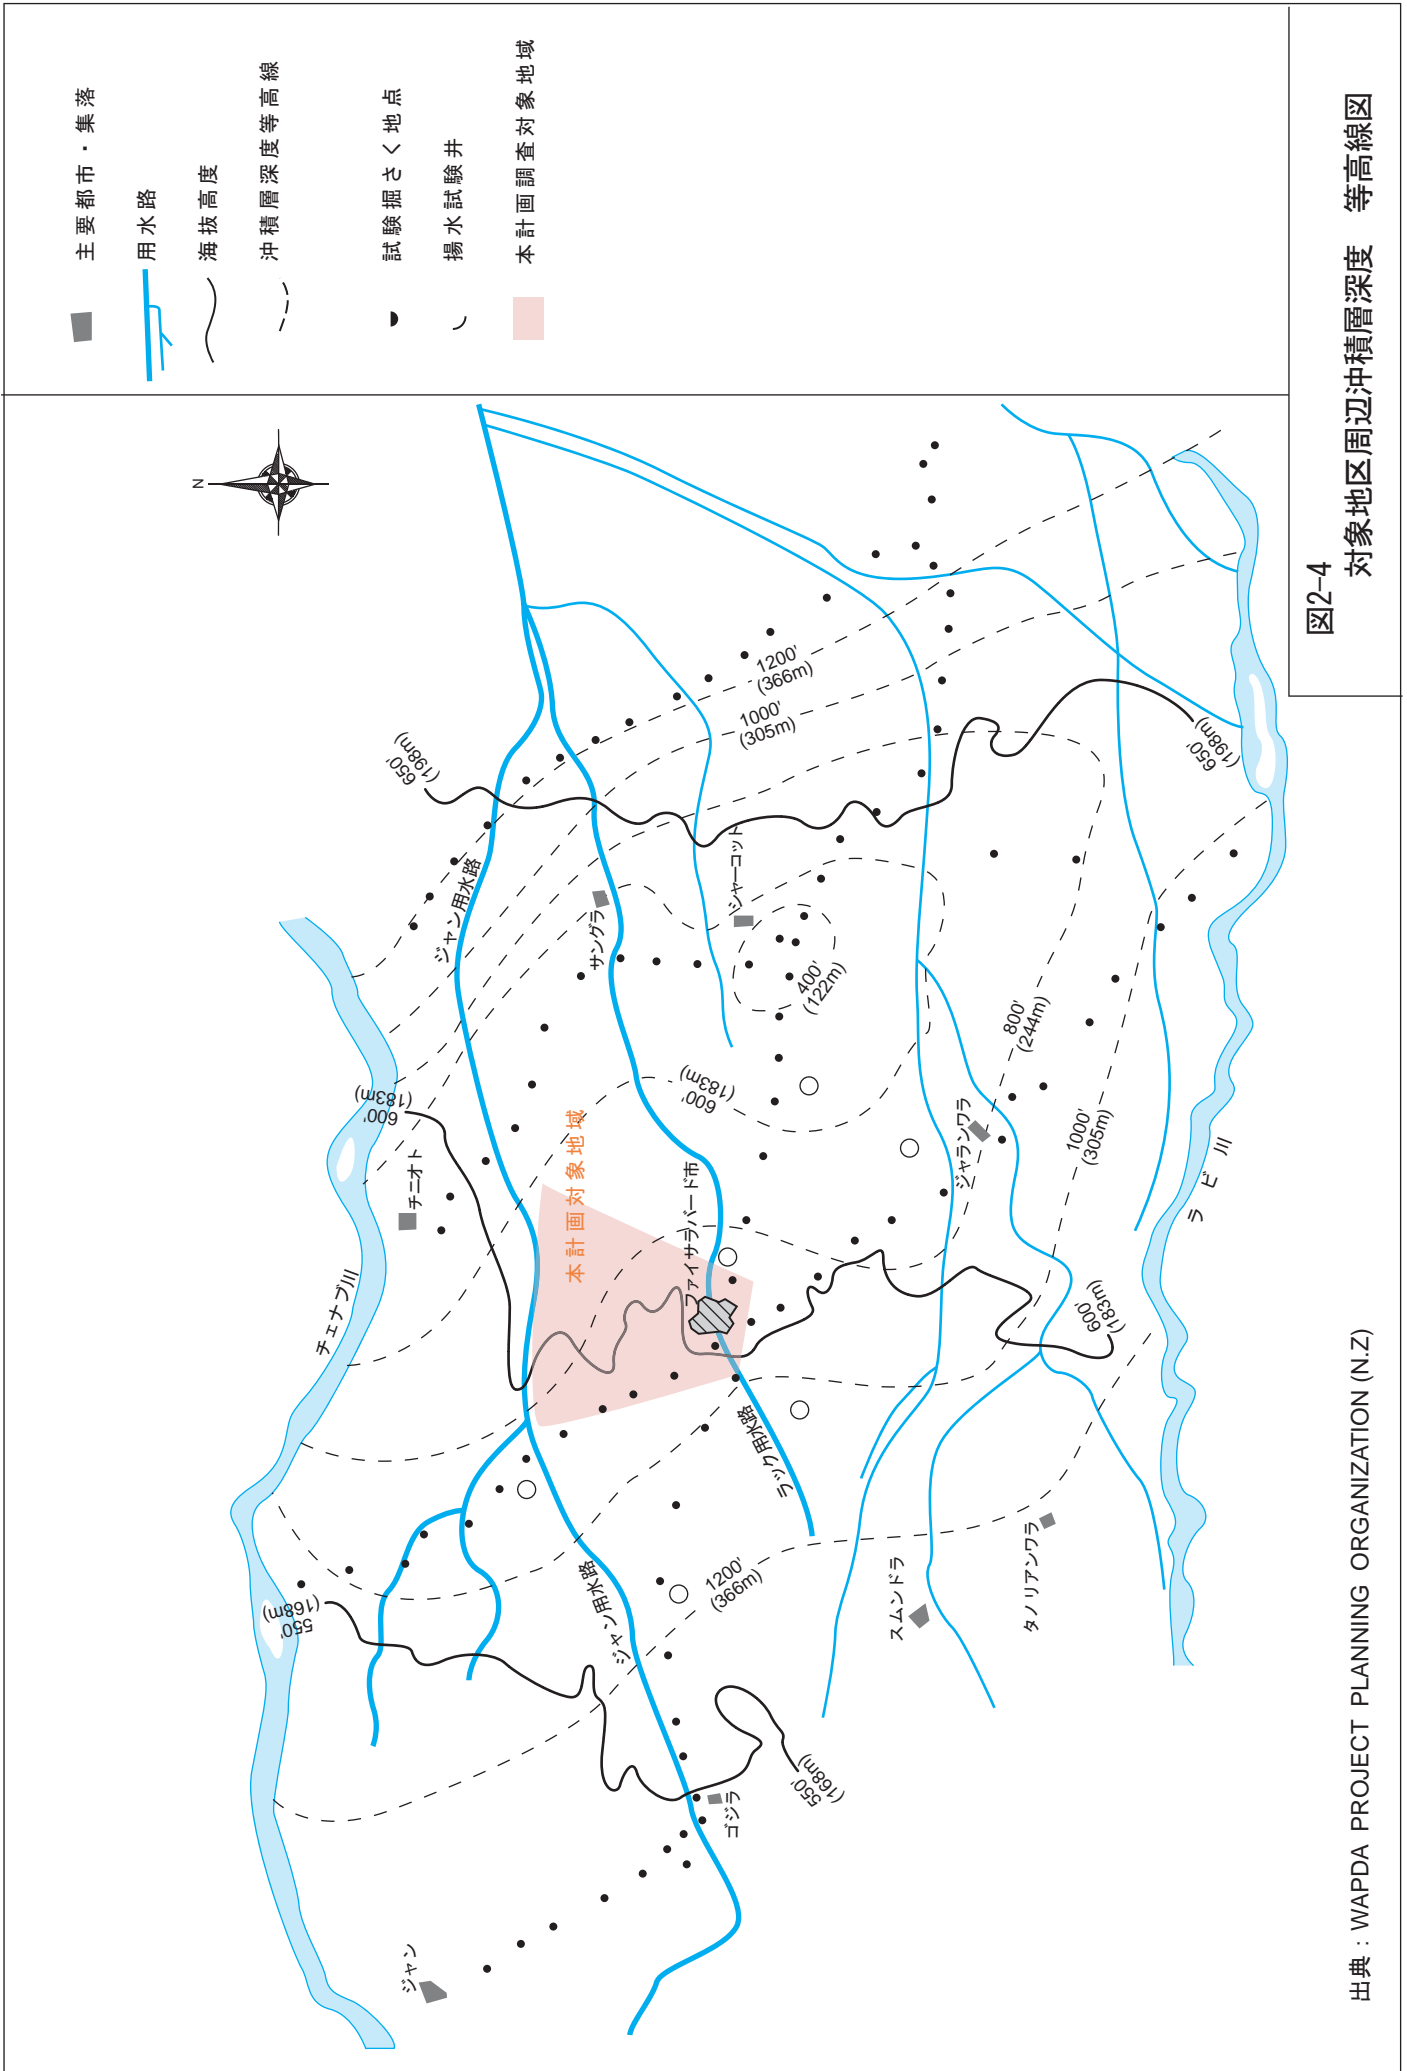 主要都市・集落
用水路
海抜高度
沖積層深度等高線
試験掘さく地点
揚水試験井
本計画調査対象地域
N
650'
(198m)
ジャン用水路
サングラ
シャーコット
1200'
(366m)
1000'
(305m)
400'
(122m)
650'
(198m)
600'
(183m)
チニオト
チェナブ川
本計画対象地域
600'
(183m)
ファイサラバード市
800'
(244m)
ジャランワラ
1000'
(305m)
ラビ川
600'
(183m)
ラック用水路
ジャン用水路
1200'
(366m)
スムンドラ
タノリアンワラ
550'
(168m)
550'
(168m)
ゴジラ
ジャン
図2−4
対象地区周辺沖積層深度 等高線図
出典：WAPDA PROJECT PLANNING ORGANIZATION (N.Z)